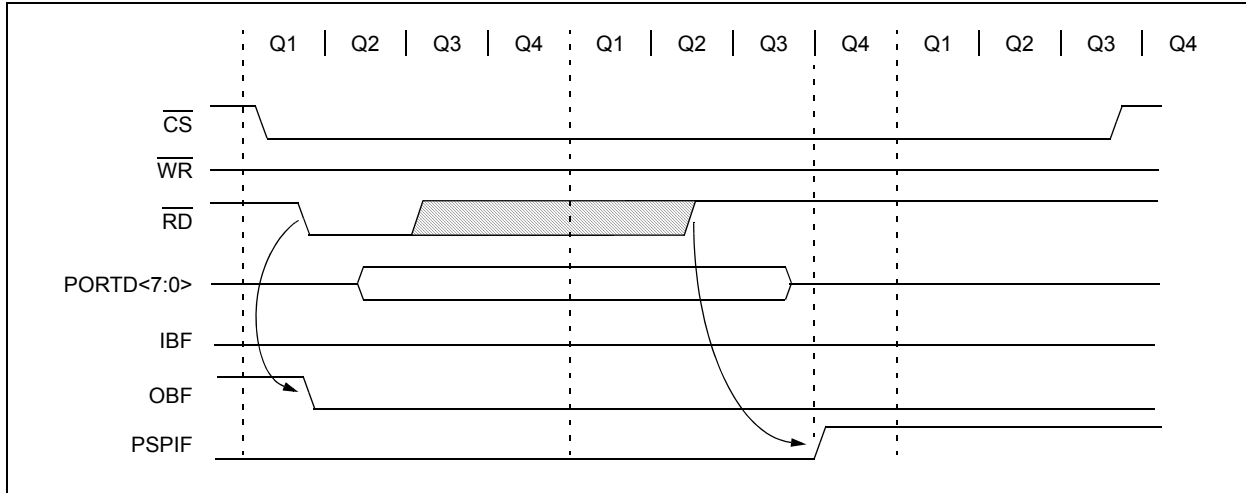 Q1 | Q2 | Q3 | Q4 Q1 | Q2 | Q3 Q4 Q1 | Q2 | Q3 | Q4
CS
WR
RD
PORTD<7:0>
IBF
OBF
PSPIF